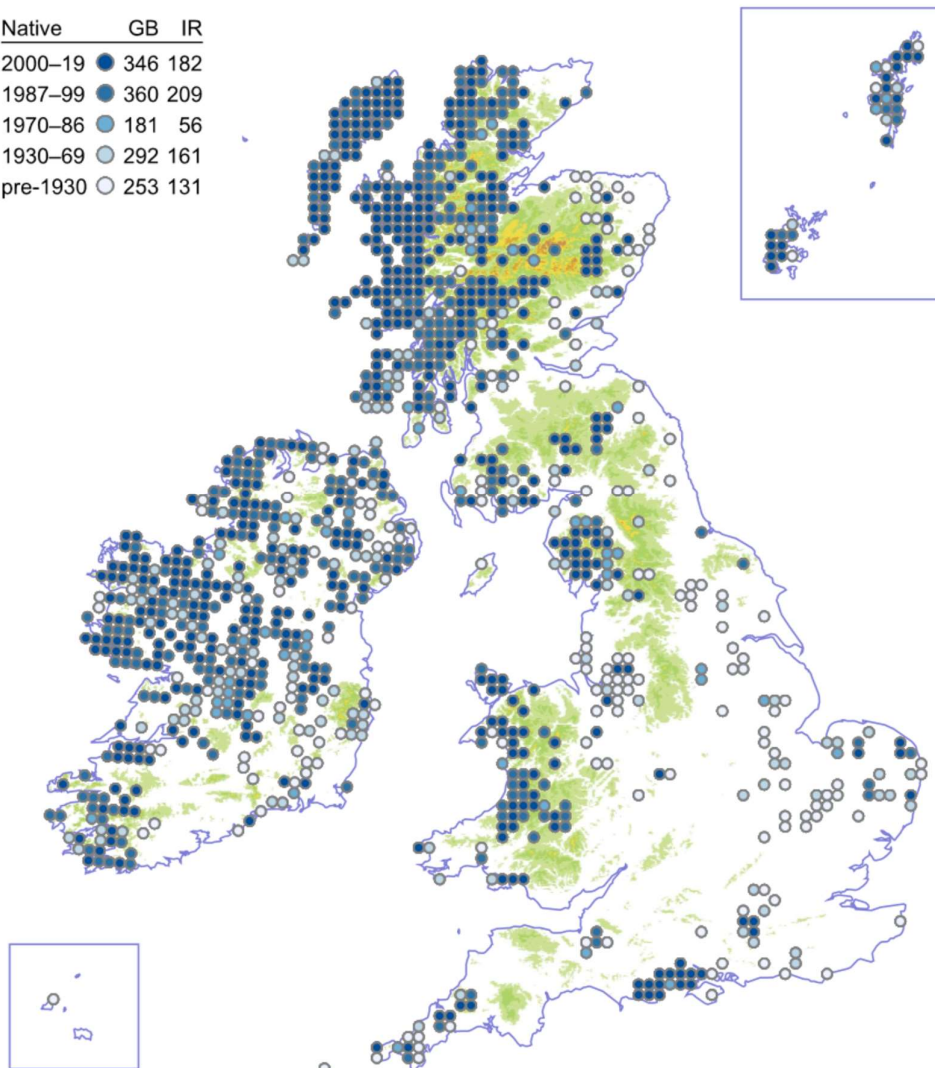 Native GB IR
2000–19 346 182
1987–99 360 209
1970–86 181 56
1930–69 292 161
pre-1930 253 131